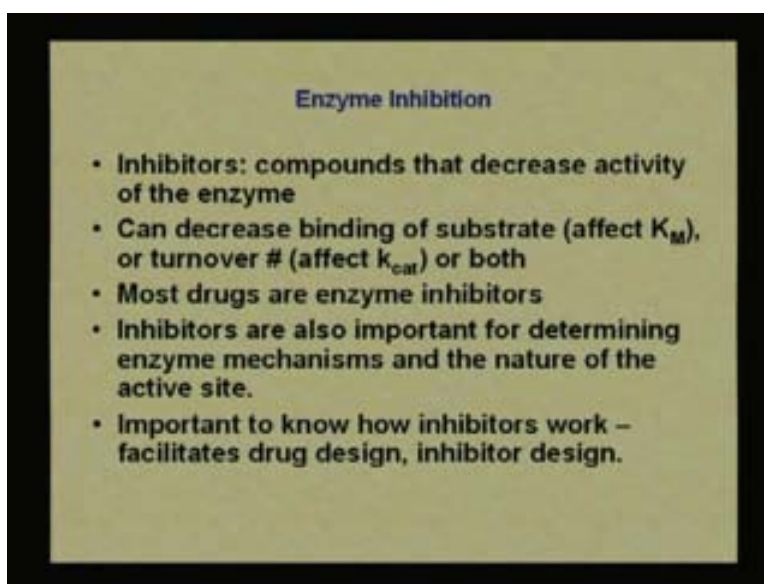 Enzyme Inhibition
• Inhibitors: compounds that decrease activity
of the enzyme
• Can decrease binding of substrate (affect KM),
or turnover # (affect kcat) or both
• Most drugs are enzyme inhibitors
• Inhibitors are also important for determining
enzyme mechanisms and the nature of the
active site.
• Important to know how inhibitors work –
facilitates drug design, inhibitor design.